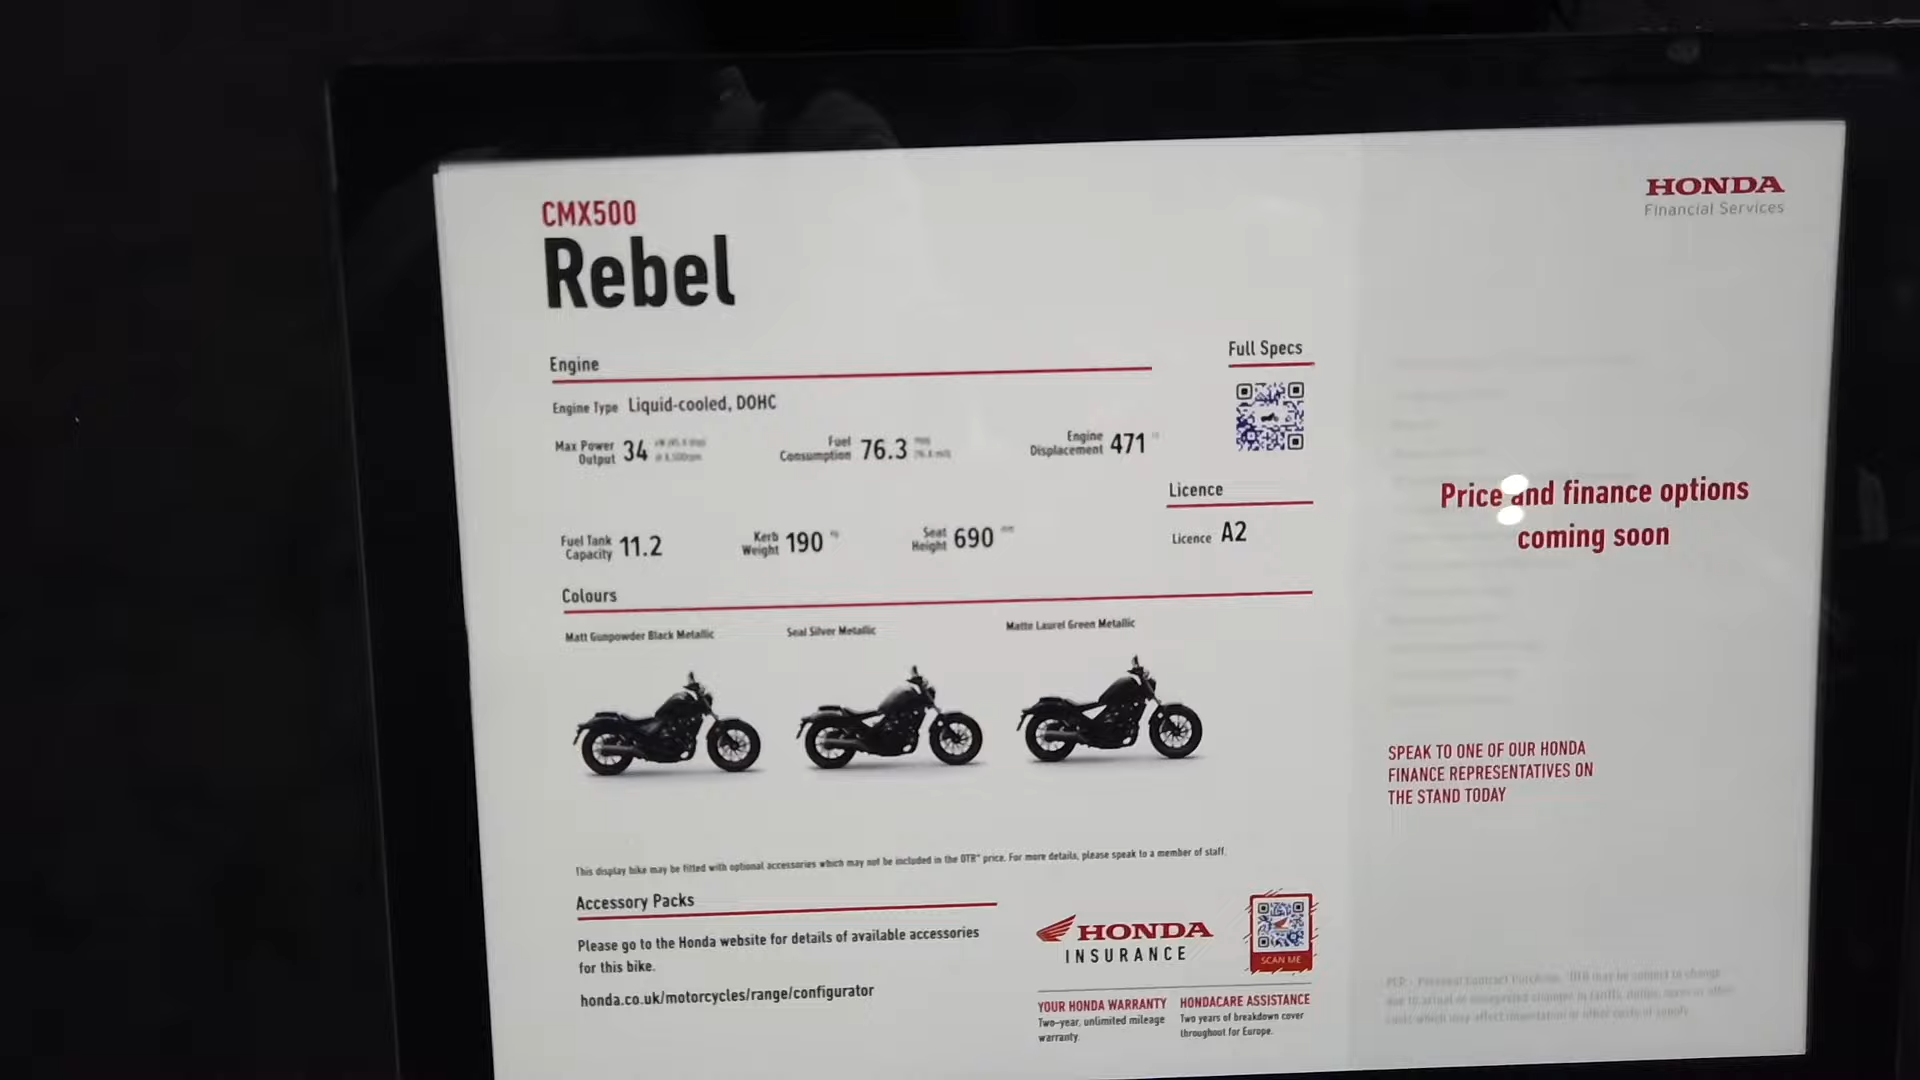 CMX500
Rebel
HONDA
Financial Services
Engine
Engine Type Liquid-cooled, DOHC
Max Power Output 34
Fuel Consumption 76.3
Engine Displacement 471
Full Specs
Fuel Tank Capacity 11.2
Kerb Weight 190
Seat Height 690
Licence
Licence A2
Colours
Matt Gunpowder Black Metallic
Seal Silver Metallic
Matte Laurel Green Metallic
This display bike may be fitted with optional accessories which may not be included in the OTR* price. For more details, please speak to a member of staff.
Accessory Packs
Please go to the Honda website for details of available accessories
for this bike.
honda.co.uk/motorcycles/range/configurator
HONDA
INSURANCE
SCAN ME
YOUR HONDA WARRANTY
Two-year, unlimited mileage
warranty.
HONDACARE ASSISTANCE
Two years of breakdown cover
throughout for Europe.
Price and finance options
coming soon
SPEAK TO ONE OF OUR HONDA
FINANCE REPRESENTATIVES ON
THE STAND TODAY